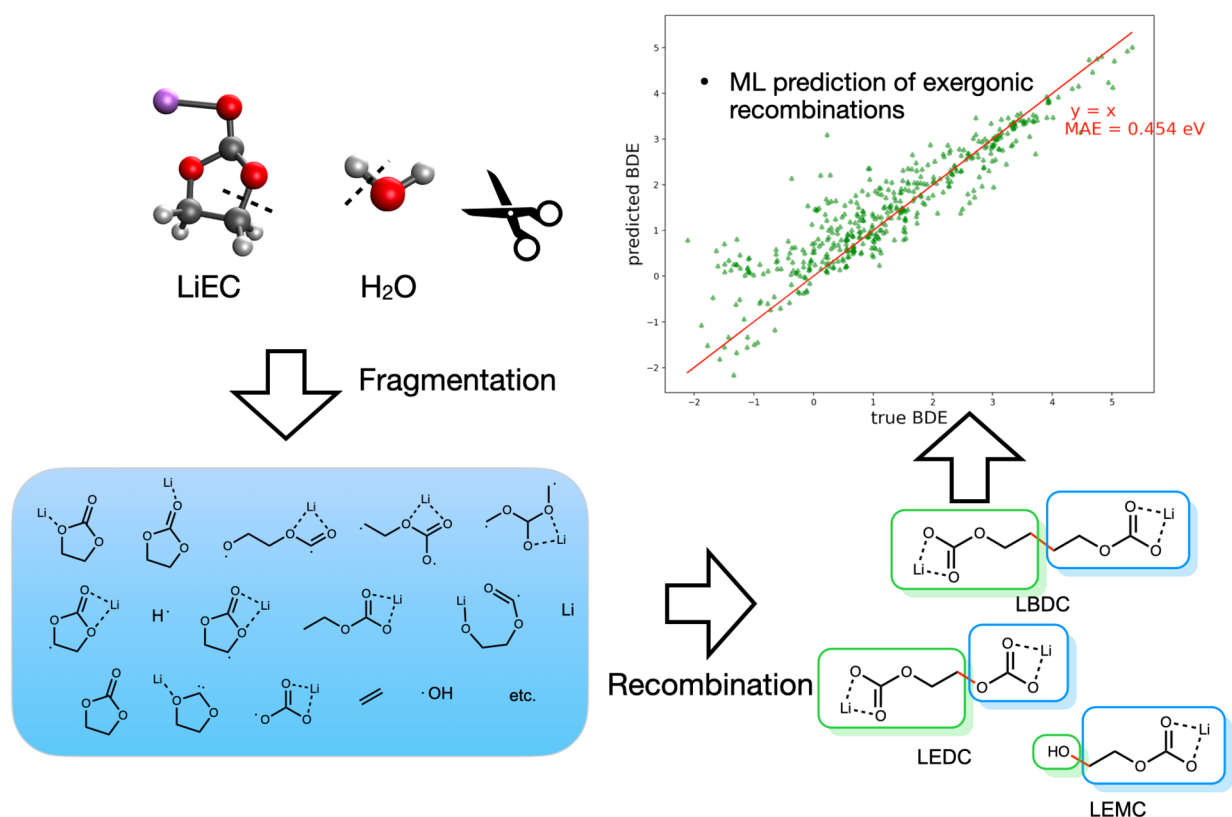 LiEC
H₂O
Fragmentation
• ML prediction of exergonic
recombinations
y = x
MAE = 0.454 eV
predicted BDE
5
4
3
2
1
0
−1
−2
−2 −1 0 1 2 3 4 5
true BDE
Li O O O
Li O O O
O O Li O
Li O O O
O O Li O
O O Li O
H·
O O Li O
O O Li O
Li O O O
Li
O O O
Li O O
·O O O Li
·OH
etc.
Recombination
O O O Li O O O Li
LBDC
O O O Li O O O Li
LEDC
HO O O O Li
LEMC